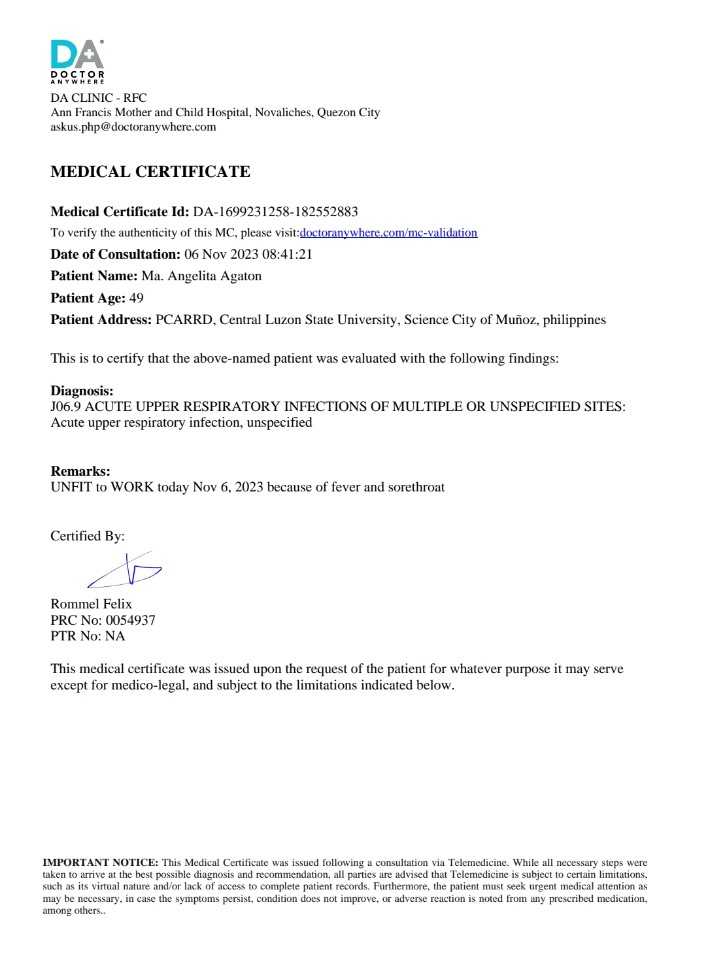 DA
DOCTOR
ANYWHERE
DA CLINIC - RFC
Ann Francis Mother and Child Hospital, Novaliches, Quezon City
askus.php@doctoranywhere.com
MEDICAL CERTIFICATE
Medical Certificate Id: DA-1699231258-182552883
To verify the authenticity of this MC, please visit:doctoranywhere.com/mc-validation
Date of Consultation: 06 Nov 2023 08:41:21
Patient Name: Ma. Angelita Agaton
Patient Age: 49
Patient Address: PCARRD, Central Luzon State University, Science City of Muñoz, philippines
This is to certify that the above-named patient was evaluated with the following findings:
Diagnosis:
J06.9 ACUTE UPPER RESPIRATORY INFECTIONS OF MULTIPLE OR UNSPECIFIED SITES:
Acute upper respiratory infection, unspecified
Remarks:
UNFIT to WORK today Nov 6, 2023 because of fever and sorethroat
Certified By:
Rommel Felix
PRC No: 0054937
PTR No: NA
This medical certificate was issued upon the request of the patient for whatever purpose it may serve
except for medico-legal, and subject to the limitations indicated below.
IMPORTANT NOTICE: This Medical Certificate was issued following a consultation via Telemedicine. While all necessary steps were
taken to arrive at the best possible diagnosis and recommendation, all parties are advised that Telemedicine is subject to certain limitations,
such as its virtual nature and/or lack of access to complete patient records. Furthermore, the patient must seek urgent medical attention as
may be necessary, in case the symptoms persist, condition does not improve, or adverse reaction is noted from any prescribed medication,
among others..